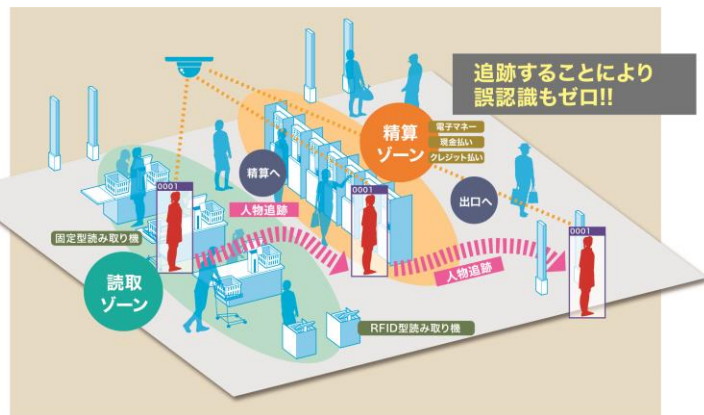 追跡することにより
誤認識もゼロ!!
精算
ゾーン
電子マネー
現金払い
クレジット払い
精算へ
0001
人物追跡
0001
出口へ
0001
固定型読み取り機
人物追跡
読取
ゾーン
RFID型読み取り機